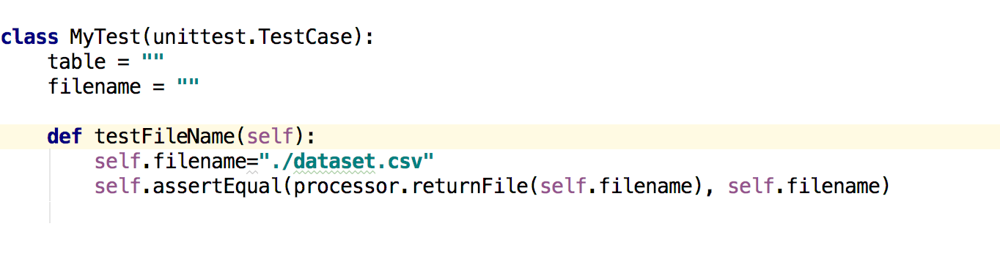 class MyTest(unittest.TestCase):
    table = ""
    filename = ""
    def testFileName(self):
        self.filename="./dataset.csv"
        self.assertEqual(processor.returnFile(self.filename), self.filename)